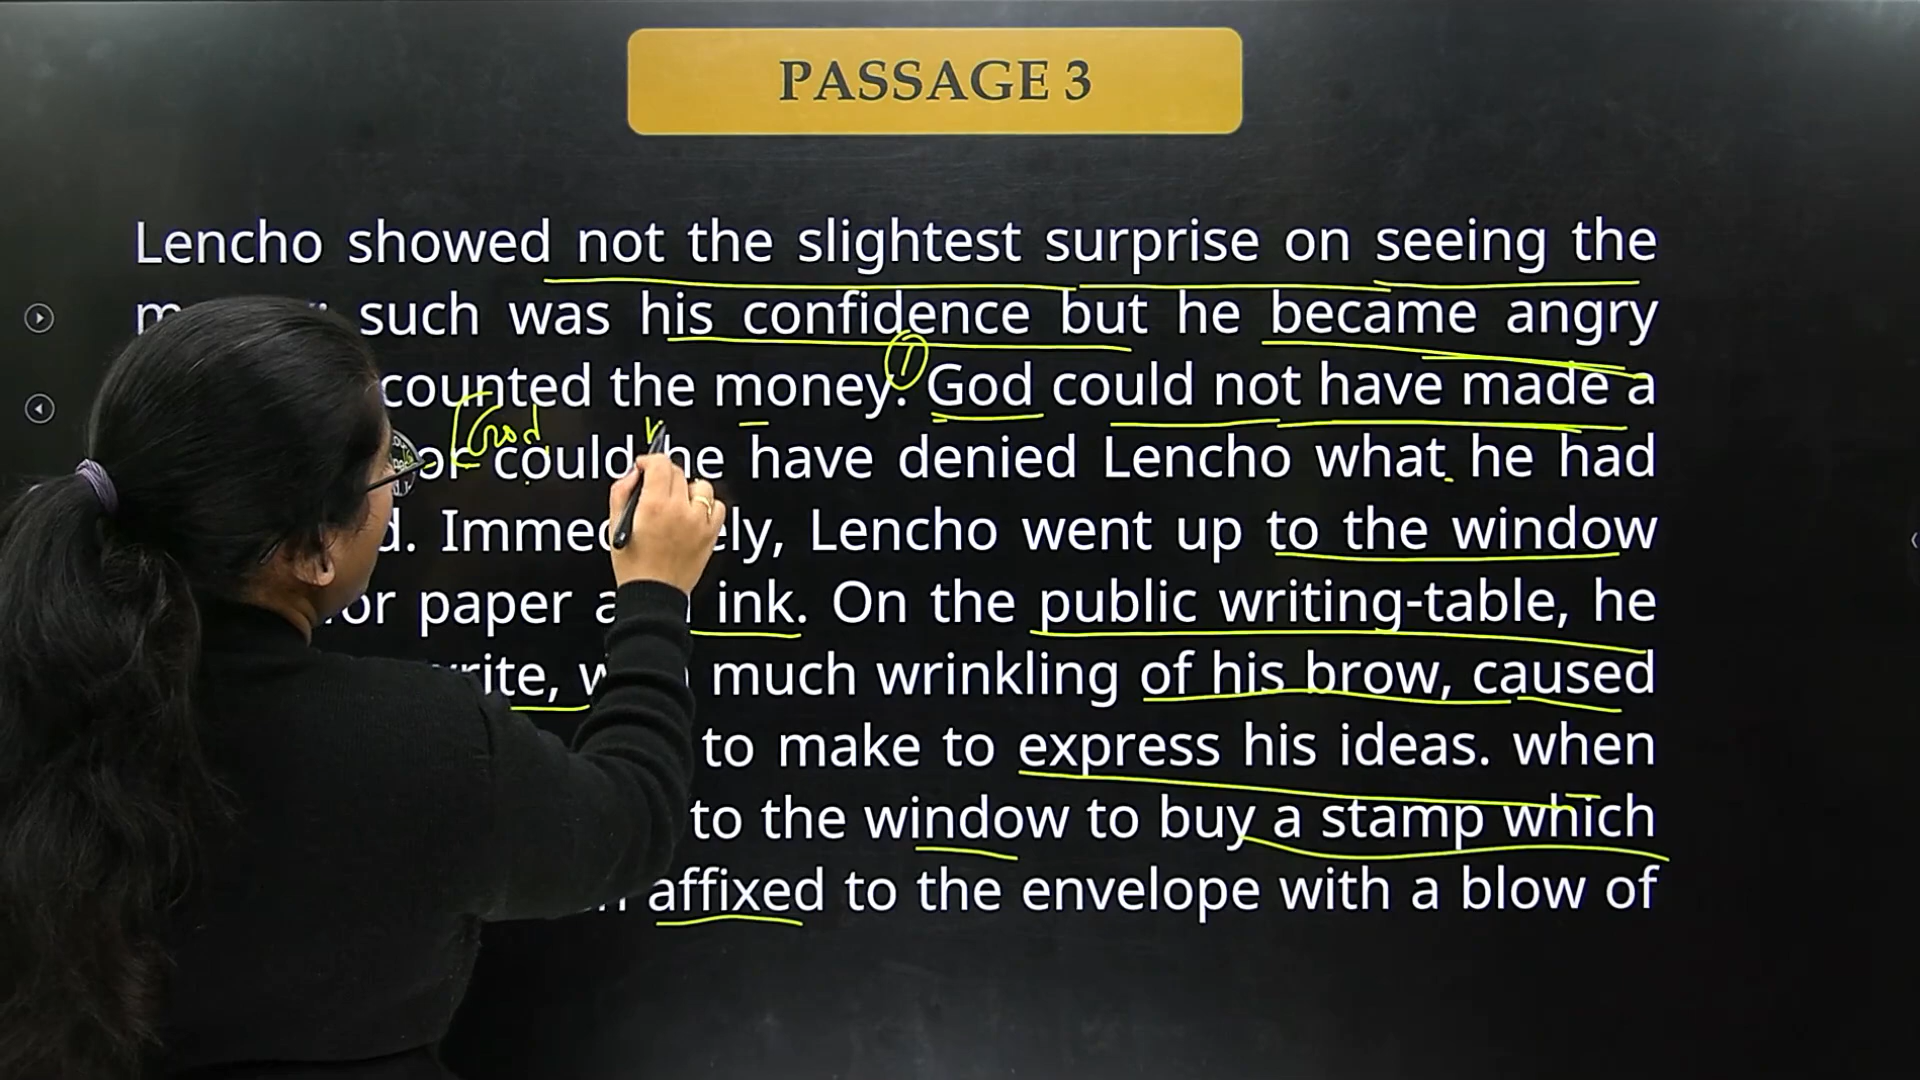 PASSAGE 3
Lencho showed not the slightest surprise on seeing the
such was his confidence but he became angry
counted the money. God could not have made a
God
could he have denied Lencho what he had
Lencho went up to the window
paper ink. On the public writing-table, he
much wrinkling of his brow, caused
to make to express his ideas. when
to the window to buy a stamp which
affixed to the envelope with a blow of